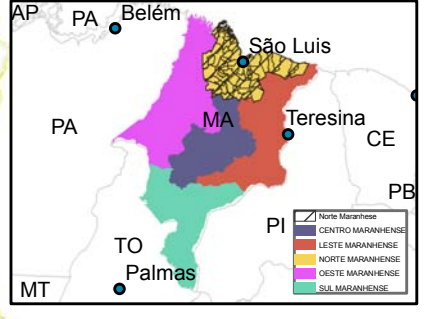 AP
PA
Belém
São Luis
PA
MA
Teresina
CE
PB
PI
TO
Palmas
MT
Norte Maranhese
CENTRO MARANHENSE
LESTE MARANHENSE
NORTE MARANHENSE
OESTE MARANHENSE
SUL MARANHENSE